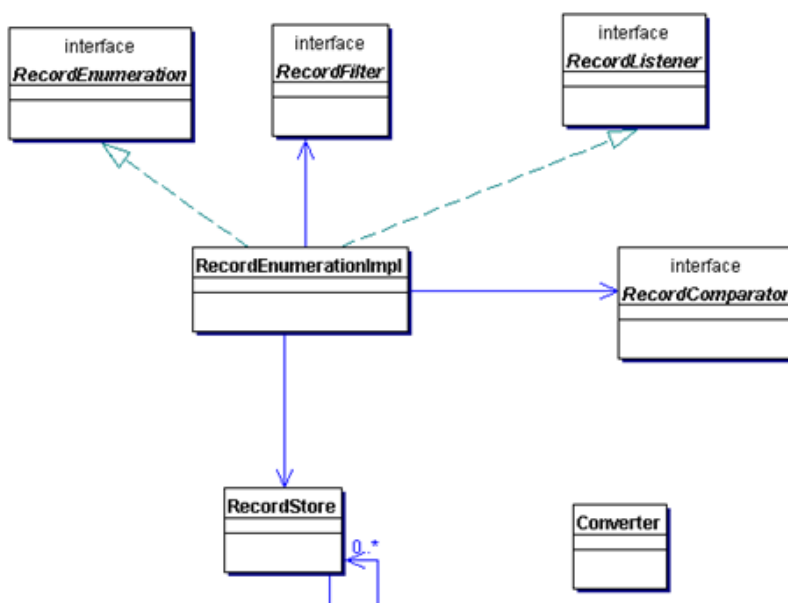 interface
RecordEnumeration
interface
RecordFilter
interface
RecordListener
RecordEnumerationImpl
interface
RecordComparator
RecordStore
0..*
Converter